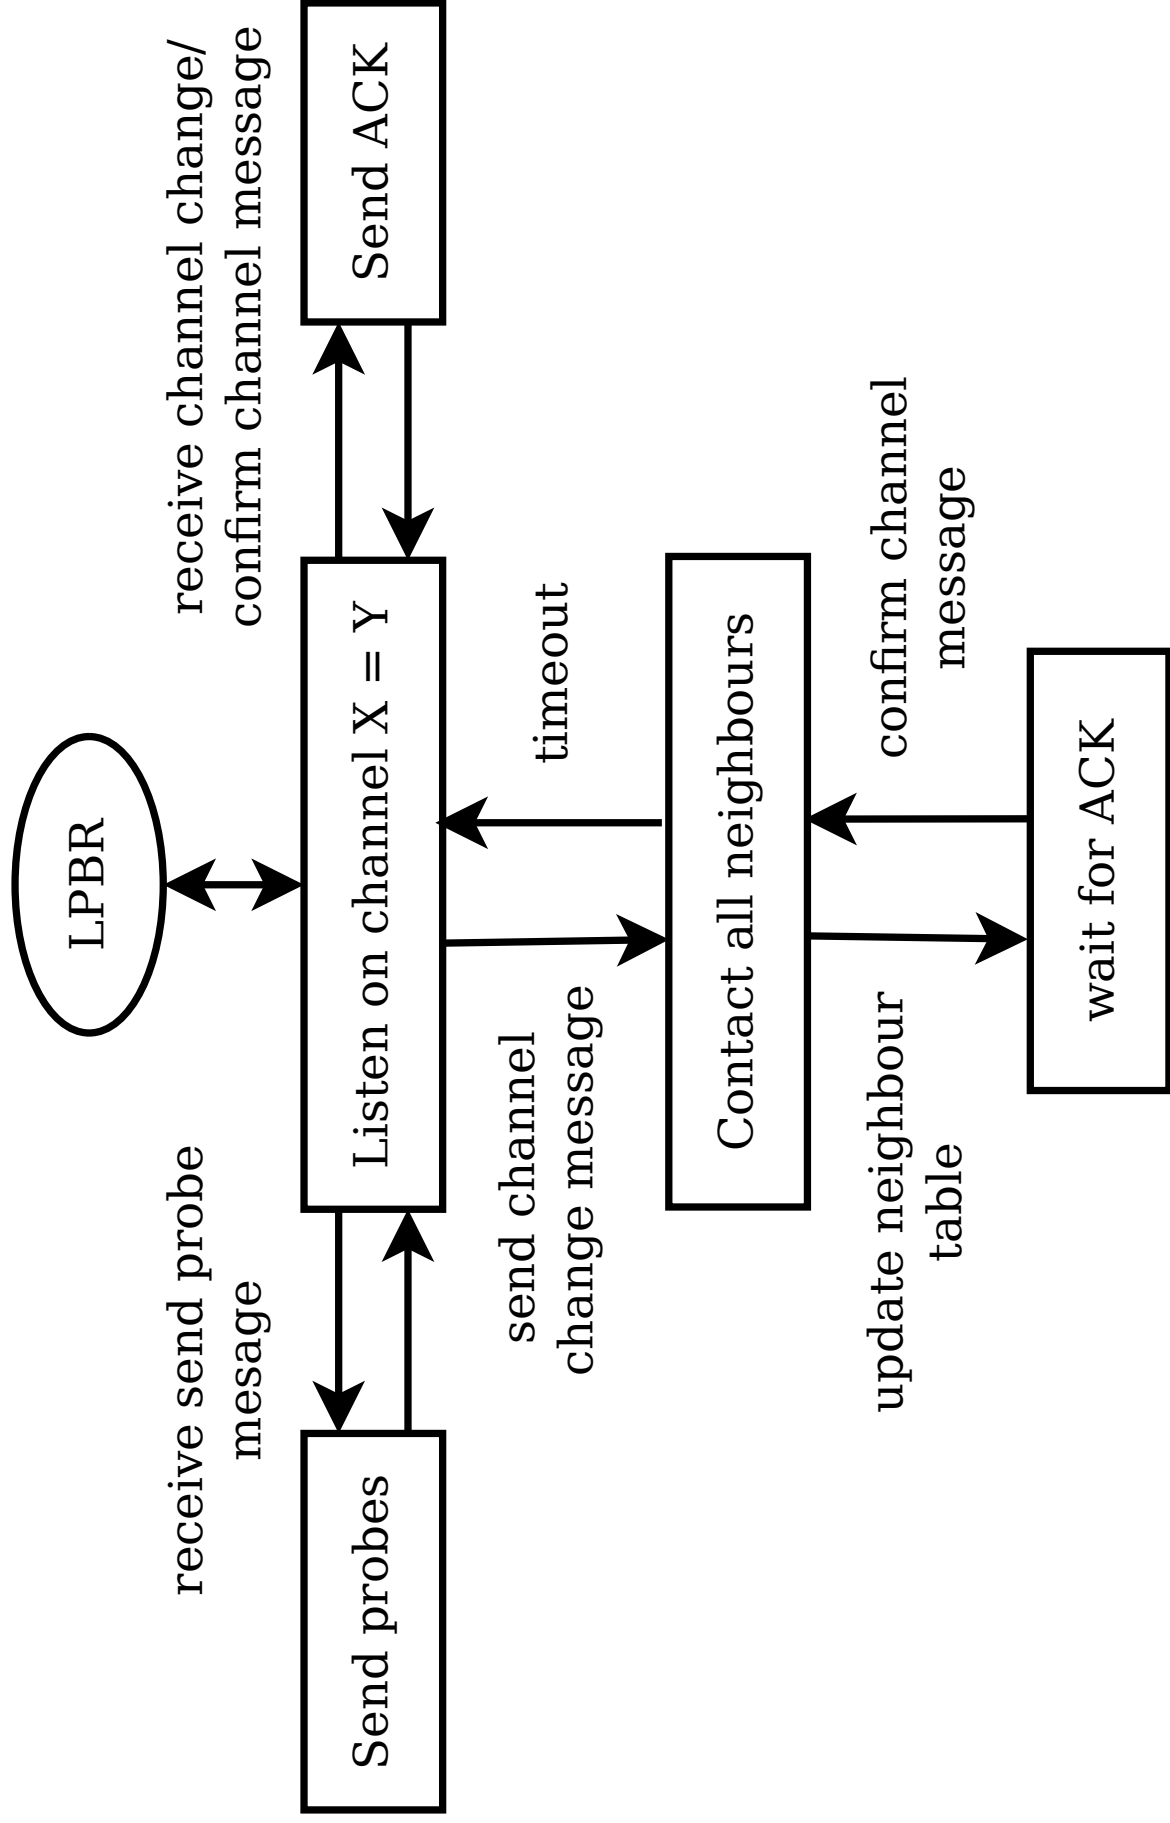 LPBR
receive send probe
mesage
receive channel change/
confirm channel message
Send probes
Listen on channel X = Y
Send ACK
send channel
change message
timeout
Contact all neighbours
update neighbour
table
confirm channel
message
wait for ACK